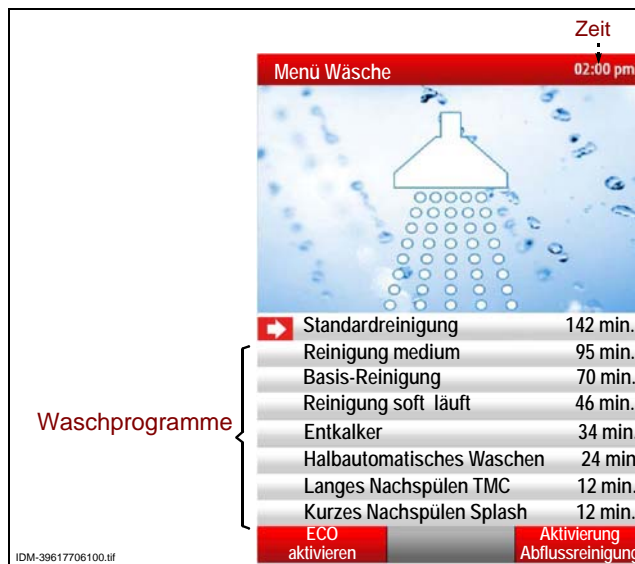 Zeit
Menü Wäsche 02:00 pm
Standardreinigung 142 min.
Reinigung medium 95 min.
Basis-Reinigung 70 min.
Reinigung soft läuft 46 min.
Waschprogramme
Entkalker 34 min.
Halbautomatisches Waschen 24 min
Langes Nachspülen TMC 12 min.
Kurzes Nachspülen Splash 12 min.
ECO
aktivieren
Aktivierung
Abflussreinigung
IDM-39617706100.tif